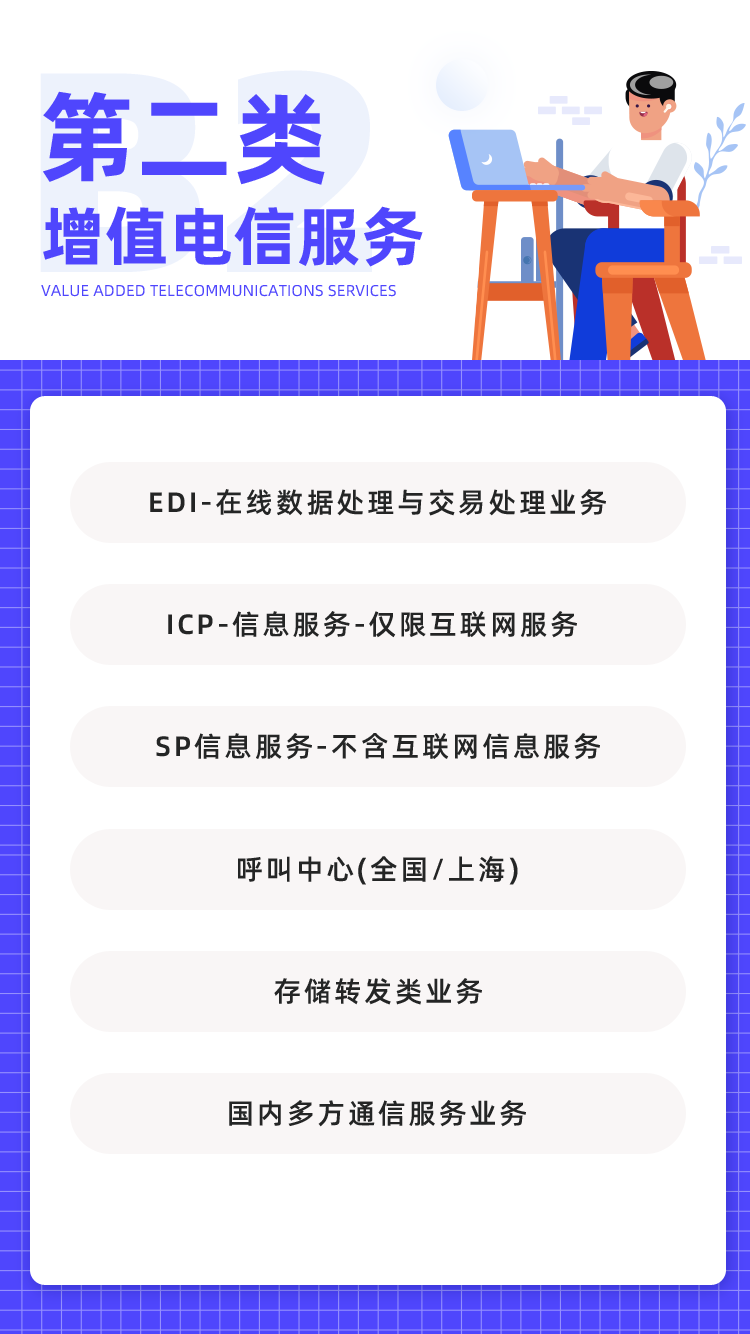 B2
第二类
增值电信服务
VALUE ADDED TELECOMMUNICATIONS SERVICES
EDI-在线数据处理与交易处理业务
ICP-信息服务-仅限互联网服务
SP信息服务-不含互联网信息服务
呼叫中心(全国/上海)
存储转发类业务
国内多方通信服务业务